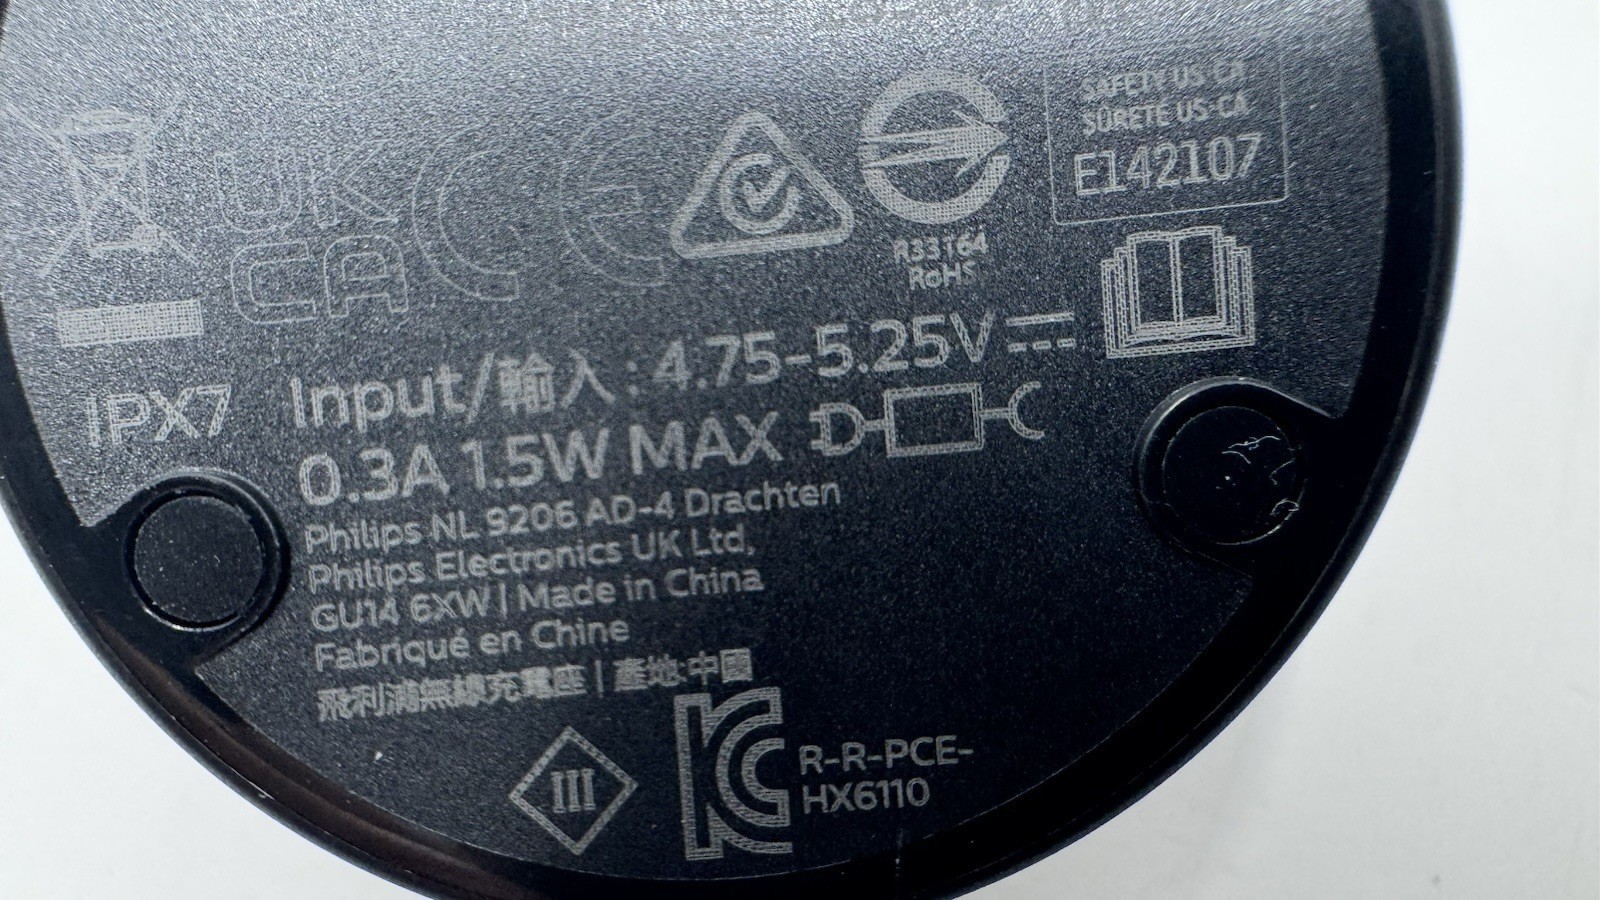 SAFETY US-CA
SÛRETÉ US-CA
E142107
UK
CA
CE
R33T64
RoHS
IPX7
Input/輸入: 4.75-5.25V
0.3A 1.5W MAX
Philips NL 9206 AD-4 Drachten
Philips Electronics UK Ltd,
GU14 6XW | Made in China
Fabriqué en Chine
飛利浦無線充電座 | 產地:中國
III
R-R-PCE-
HX6110